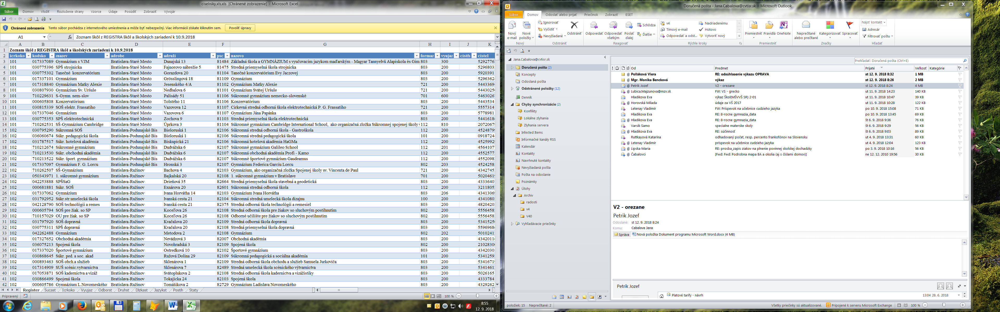 ciselniky.xls.xls [Chránené zobrazenie] - Microsoft Excel
Súbor Domov Vložiť Rozloženie strany Vzorce Údaje Posúdiť Zobraziť Vývojár
Chránené zobrazenie Tento súbor pochádza z internetového umiestnenia a môže byť nebezpečný. Viac informácií získate kliknutím sem. Povoliť úpravy
A1 fx Zoznam škôl z REGISTRA škôl a školských zariadení k 10.9.2018
A B C D E F G H I J K
1 Zoznam škôl z REGISTRA škôl a školských zariadení k 10.9.2018
2 icrkoko kodsko znazev adrobe adruli psc nazovo formaz vyujaz cistfs cistel
3 101 017337089 Gymnázium s VJM Bratislava-Staré Mesto Dunajská 13 81484 Základná škola a GYMNÁZIUM s vyučovacím jazykom maďarským - Magyar Tannyelvű Alapiskola és Gim 803 300 5292776
4 101 030775396 SPŠ strojnícka Bratislava-Staré Mesto Fajnorovo nábrežie 5 81475 Stredná priemyselná škola strojnícka 803 200 529680
5 101 030775302 Tanečné konzervatórium Bratislava-Staré Mesto Gorazdova 20 81104 Tanečné konzervatórium Evy Jaczovej 803 200 5920391
6 101 017337101 Gymnázium Bratislava-Staré Mesto Grösslingová 18 81109 Gymnázium 803 200 5296362
7 101 017318840 Gymnázium Matky Alexie Bratislava-Staré Mesto Jesenského 4/A 81102 Gymnázium Matky Alexie 721 200 5443369
8 101 030807930 Gymnázium Sv. Uršule Bratislava-Staré Mesto Nedbalova 6 81101 Gymnázium Svätej Uršule 721 200 5443025
9 101 710229631 S-Gymn. nem-slov Bratislava-Staré Mesto Palisády 51 81106 Súkromné gymnázium nemecko-slovenské 701 600 5463026
10 101 000605808 Konzervatórium Bratislava-Staré Mesto Tolstého 11 81106 Konzervatórium 803 200 5443534
11 101 030815339 SOŠ elektr. Frassatiho Bratislava-Staré Mesto Vazovova 12 81107 Cirkevná stredná odborná škola elektrotechnická P. G. Frassatiho 721 200 5557314
12 101 017337046 Gymnázium Bratislava-Staré Mesto Vazovova 6 81107 Gymnázium Jána Papánka 803 200 5778981
13 101 030775353 SPŠ elektrotechnická Bratislava-Staré Mesto Zochova 9 81103 Stredná priemyselná škola elektrotechnická 803 200 5441618
14 101 710262531 SŠ-Gymnázium Cambridge Bratislava-Staré Mesto Úprkova 3 81104 Súkromné gymnázium Cambridge International School, ako organizačná zložka Súkromnej spojenej školy 112 810 2072067
15 102 030795290 Súkromná SOŠ Bratislava-Podunajské Bis Bieloruská 1 82106 Súkromná stredná odborná škola - Gastroškola 112 200 4524879
16 102 036060674 Súkr. pedagogická škola Bratislava-Podunajské Bis Bieloruská 1 82106 Súkromná stredná pedagogická škola 101 200 0918724
17 102 031787517 Súkr. hotelová akadémia Bratislava-Podunajské Bis Biskupická 21 82106 Súkromná hotelová akadémia HaGMa 112 200 4525992
18 102 710212674 Súkromné gymnázium Bratislava-Podunajské Bis Dudvážska 6 82107 Súkromné gymnázium Galileo School 112 201 4564107
19 102 710213530 Súkr. obchodná akadémia Bratislava-Podunajské Bis Dudvážska 6 82107 Súkromná obchodná akadémia Profi - Kamo 112 200 4552577
20 102 710213522 Súkr. šport. gymnázium Bratislava-Podunajské Bis Dudvážska 6 82107 Súkromné športové gymnázium Gaudeamus 112 200 4552098
21 102 017337097 Gymnázium F. G. Lorcu Bratislava-Podunajské Bis Hronská 3 82107 Gymnázium Federica Garcíu Lorcu 802 203 4524258
22 102 710262507 SŠ-Gymnázium Bratislava-Ružinov Bachova 4 82103 Gymnázium, ako organizačná zložka Spojenej školy sv. Vincenta de Paul 721 200 4342745
23 102 050343971 1. súkromné gymnázium Bratislava-Ružinov Bajkalská 20 82108 1. súkromné gymnázium v Bratislave 701 200 5020461
24 102 042253888 SPŠSaG Bratislava-Ružinov Drieňová 35 82664 Stredná priemyselná škola stavebná a geodetická 803 200 4333640
25 102 000681881 Súkr. SOŠ Bratislava-Ružinov Exnárova 20 82601 Súkromná stredná odborná škola 112 200 3211805
26 102 017337062 Gymnázium Bratislava-Ružinov Ivana Horvátha 14 82103 Gymnázium Ivana Horvátha 803 206 4341306
27 102 031792952 Súkr.str.umelecká škola Bratislava-Ružinov Ivanská cesta 21 82104 Súkromná stredná umelecká škola dizajnu 100 200 4341080
28 102 042128790 SOŠ technológií a remes Bratislava-Ružinov Ivanská cesta 21 82375 Stredná odborná škola technológií a remesiel 803 200 4820420
29 102 000605794 SOŠ pre žiak. so SP Bratislava-Ružinov Koceľova 26 82108 Stredná odborná škola pre žiakov so sluchovým postihnutím 802 200 5556458
30 102 710157029 OU pre žiak. so SP Bratislava-Ružinov Koceľova 26 82108 Odborné učilište pre žiakov so sluchovým postihnutím 802 200 5556458
31 102 031797920 SOŠ dopravná Bratislava-Ružinov Kvačalova 20 82109 Stredná odborná škola dopravná 803 200 5341525
32 102 030775311 SPŠ dopravná Bratislava-Ružinov Kvačalova 20 82108 Stredná priemyselná škola dopravná 803 200 5596968
33 102 042262488 Gymnázium Bratislava-Ružinov Metodova 2 82108 Gymnázium 802 202 5010241
34 102 017327652 Obchodná akadémia Bratislava-Ružinov Nevädzová 3 82007 Obchodná akadémia 803 200 4342011
35 102 036075213 Spojená škola Bratislava-Ružinov Novohradská 3 82109 Spojená škola 802 200 2102830
36 102 017337020 Športové gymnázium Bratislava-Ružinov Ostredková 10 82102 Športové gymnázium 803 200 4342030
37 102 030868645 Súkr. ped. a soc. akad Bratislava-Ružinov Ružová Dolina 29 82109 Súkromná pedagogická a sociálna akadémia 101 200 5341259
38 102 000893463 SOŠ obch.a služieb Bratislava-Ružinov Sklenárova 1 82109 Stredná odborná škola obchodu a služieb Samuela Jurkoviča 803 200 5341671
39 102 017314909 SUŠ scénic.vytvarníctva Bratislava-Ružinov Sklenárova 7 82489 Stredná umelecká škola scénického výtvarníctva 803 200 5341461
40 102 017053871 SOŠ kaderníctva a vizáž Bratislava-Ružinov Svätoplukova 2 82108 Stredná odborná škola kaderníctva a vizážistiky 803 200 5026165
41 102 030866499 Spojená škola Bratislava-Ružinov Tokajícka 24 82103 Spojená škola 803 200 4333784
42 102 000605786 Gymnázium L.Novomeského Bratislava-Ružinov Tomášikova 2 82729 Gymnázium Ladislava Novomeského 803 200 4329262
Register Sucast Icrkoko Vyujaz Odborst Druhst Dlzkast Jazykst Postih Staty
Pripravený 100 %
8:55
12. 9. 2018
Doručená pošta - Jana.Cabalova@cvtisr.sk - Microsoft Outlook
Súbor Domov Odoslať alebo prijať Priečinok Zobraziť ESET
Nový e-mail Nové položky Ignorovať Vyčistiť Nevyžiadané Odstrániť Odpovedať Odpovedať všetkým Poslať ďalej Schôdza Ďalšie
v4 Tímový e-mail Odpovedať a odst... Nadriadenému Hotovo Vytvoriť nový
Premiestniť Pravidlá OneNote Neprečítané alebo prečítané Kategorizovať Spracovať Nájsť kontakt Adresár Filtrovať poštu
Nový Odstrániť Reagovať Rýchle kroky Premiestniť Značky Hľadať
Jana.Cabalova@cvtisr.sk
Doručená pošta (2)
Koncepty
Odoslaná pošta
Odstránené položky (12)
Denník
Chyby synchronizácie (2)
Konflikty
Lokálne zlyhania
Zlyhania servera
Infected Items
Informačné kanály RSS
Kalendár
Kontakty
Navrhnuté kontakty
Nevyžiadaná pošta
Pošta na odoslanie
Poznámky
Úlohy
Archiv
radosti
v4
V40
Vyhľadávacie priečinky
Prehľadať: Doručená pošta (Ctrl+E)
Od Predmet Prijaté Veľkosť Kategórie
Polláková Viera RE: odsúhlasenie výkazu OPRAVA st 12. 9. 2018 8:32 1 MB
Mgr. Monika Bencková výkaz st 12. 9. 2018 8:26 2 MB
Petrik Jozef V2 - orezane st 12. 9. 2018 8:24 4 MB
Lubica.Majzunova@mzv.sk FW: VS - grecko ut 11. 9. 2018 14:23 140 KB
Hladikova Eva výkaz Škol(MŠVVŠ SR) 2-01 ut 11. 9. 2018 10:47 39 KB
Horovská Milada údaje za VŠ 2017 ut 11. 9. 2018 10:28 122 KB
Letenay Vladimír FW: Príspevok na učebnice cudzieho jazyka po 10. 9. 2018 15:08 71 KB
Hladikova Eva RE: 8-rocne gymnazia_data po 10. 9. 2018 13:45 69 KB
Hladikova Eva RE: 8-rocne gymnazia_data št 6. 9. 2018 9:36 76 KB
Varsik Samo specialne materske skoly št 6. 9. 2018 9:29 56 KB
Hladikova Eva RE: súčinnosť št 6. 9. 2018 9:03 89 KB
Ruttkayová Katarína odhadovaný počet, resp. percento frankofónov na Slovensku ut 4. 9. 2018 13:31 60 KB
Letenay Vladimír príspevok na učebnice cudzieho jazyka ut 4. 9. 2018 12:04 123 KB
Lipska Maria RE: prosba_zapis ziakov na plnenie povinnej skolskej dochadzky po 3. 9. 2018 10:16 56 KB
Čabalovci [Fwd: Fwd: Podrobna mapa BA a okolia (aj s číslami domov)] ne 12. 12. 2010 19:56 30 KB
V2 - orezane
Petrik Jozef
Odoslané: st 12. 9. 2018 8:24
Komu: Cabalova Jana
Správa Nová položka Dokument programu Microsoft Word.docx (4 MB)
Petrik Jozef
Platové tarify - návrh 13:04 28. 6. 2018
položiek: 15 Neprečítané: 2 Všetky priečinky sú aktualizované. Pripojené k serveru Microsoft Exchange 100 %